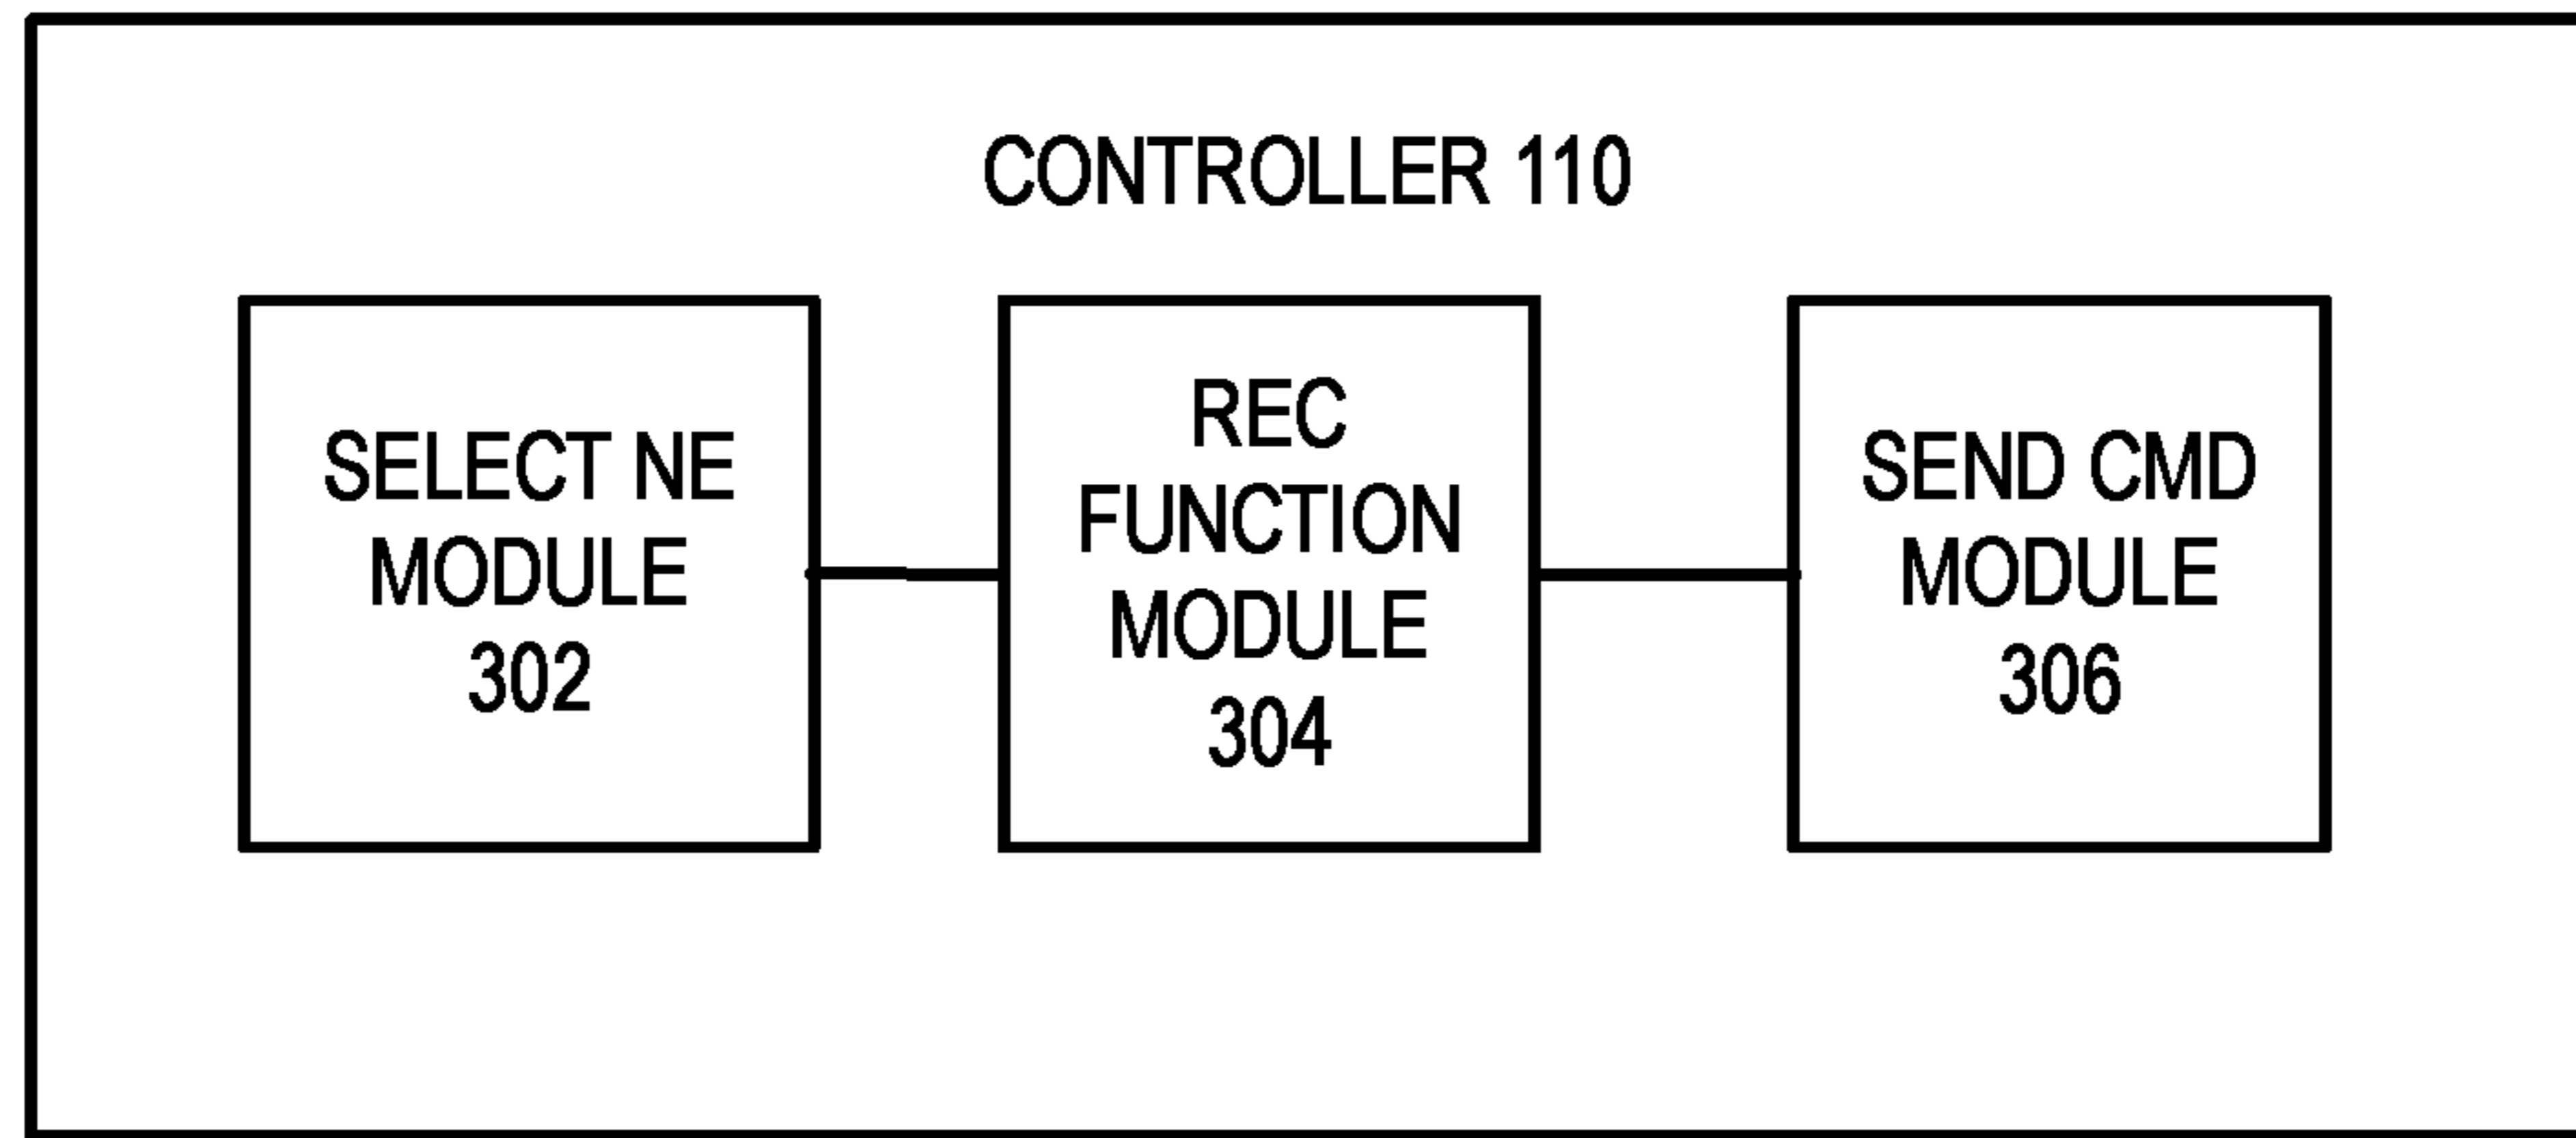 CONTROLLER 110
SELECT NE
MODULE
302
REC
FUNCTION
MODULE
304
SEND CMD
MODULE
306